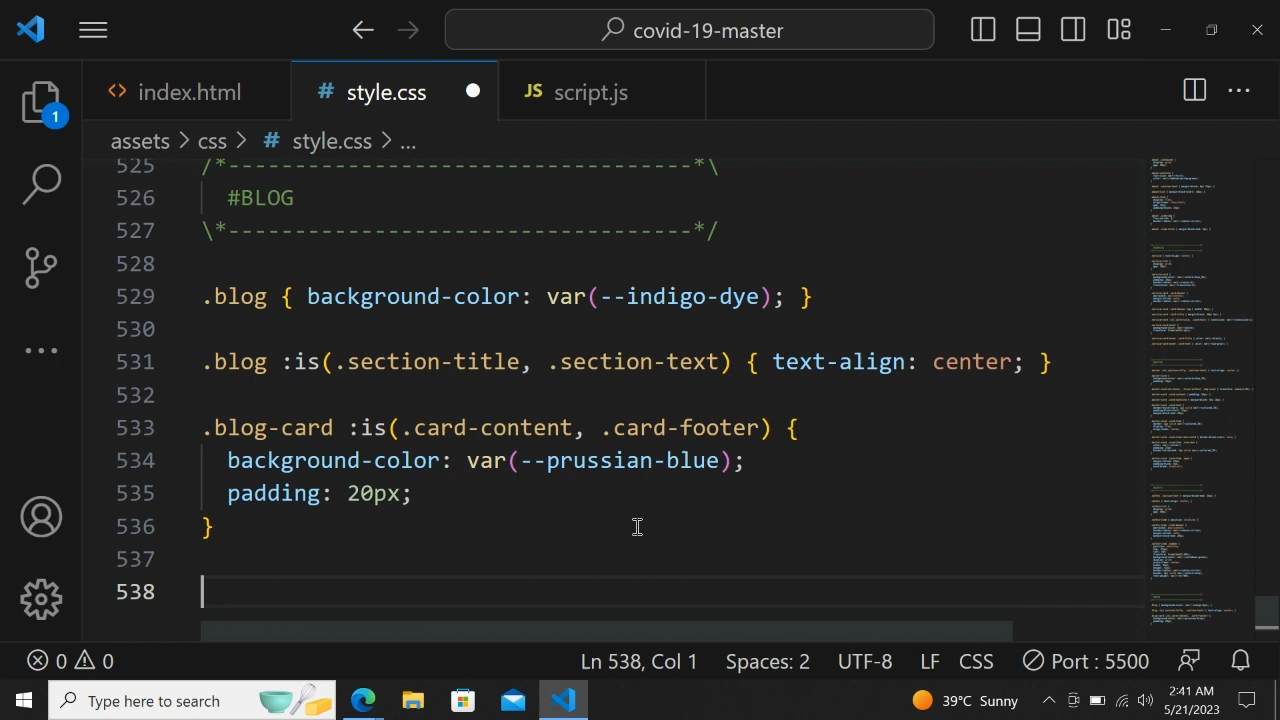 covid-19-master
index.html
style.css
JS script.js
1
assets > css > # style.css > ...
525 /*-----------------------------------*\
526 #BLOG
527 \*-----------------------------------*/
528
529 .blog { background-color: var(--indigo-dye); }
530
531 .blog :is(.section-title, .section-text) { text-align: center; }
532
533 .blog-card :is(.card-content, .card-footer) {
534 background-color: var(--prussian-blue);
535 padding: 20px;
536 }
537
538
0 0
Ln 538, Col 1 Spaces: 2 UTF-8 LF CSS Port : 5500
Type here to search
39°C Sunny
2:41 AM
5/21/2023